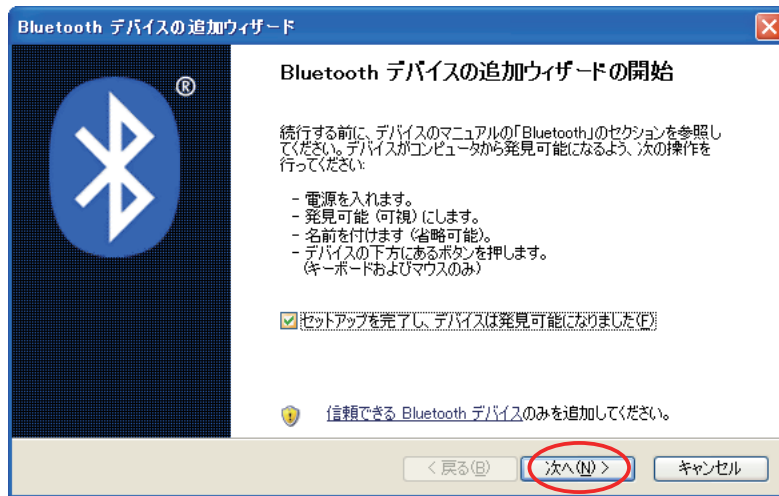 Bluetooth デバイスの追加ウィザード
®
Bluetooth デバイスの追加ウィザードの開始
続行する前に、デバイスのマニュアルの「Bluetooth」のセクションを参照し
てください。デバイスがコンピュータから発見可能になるよう、次の操作を
行ってください:
- 電源を入れます。
- 発見可能 (可視) にします。
- 名前を付けます (省略可能)。
- デバイスの下方にあるボタンを押します。
(キーボードおよびマウスのみ)
セットアップを完了し、デバイスは発見可能になりました(F)
信頼できる Bluetooth デバイスのみを追加してください。
< 戻る(B) 次へ(N) > キャンセル